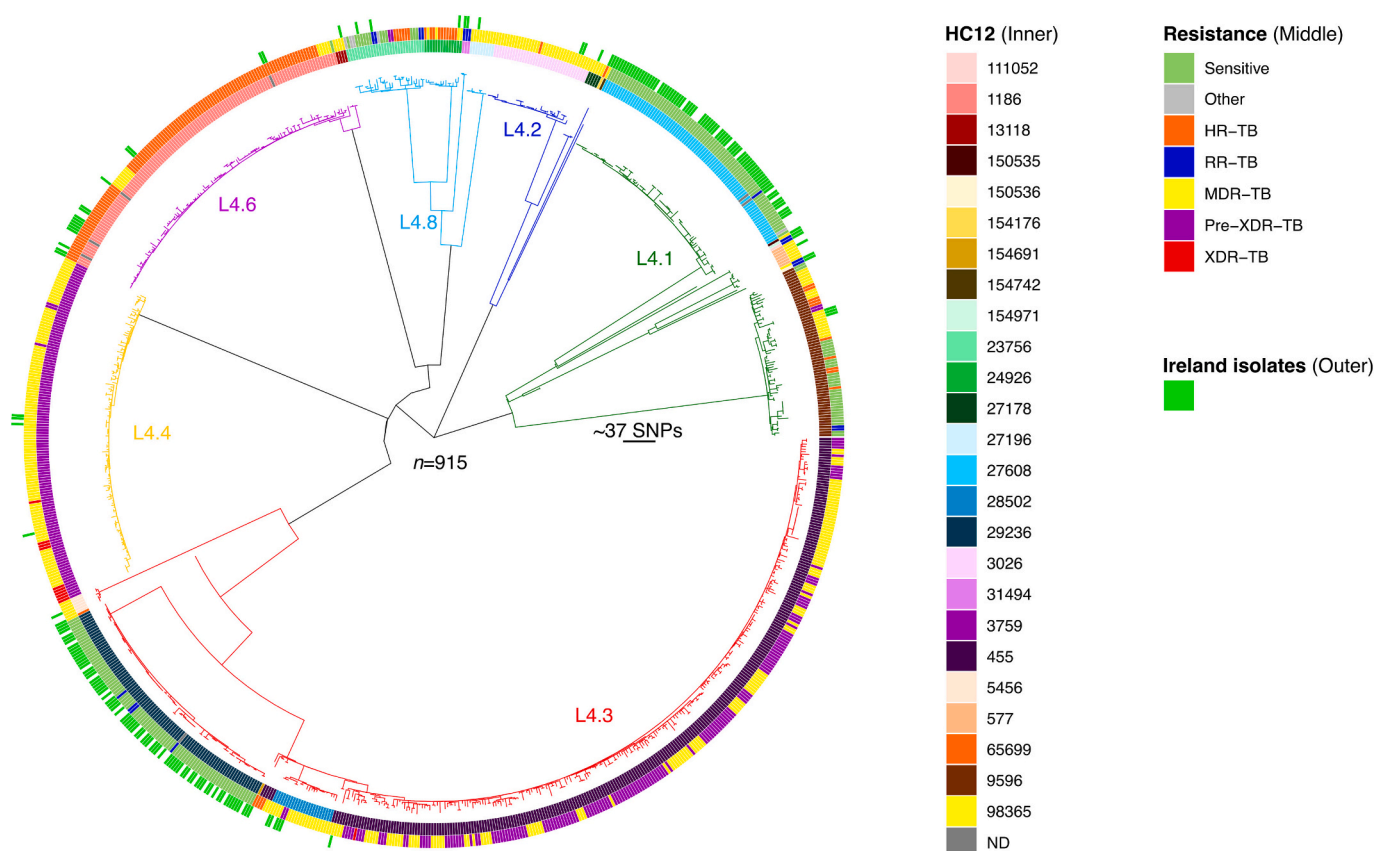 L4.6
L4.8
L4.2
L4.1
L4.4
~37 SNPs
n=915
L4.3
HC12 (Inner)
111052
1186
13118
150535
150536
154176
154691
154742
154971
23756
24926
27178
27196
27608
28502
29236
3026
31494
3759
455
5456
577
65699
9596
98365
ND
Resistance (Middle)
Sensitive
Other
HR−TB
RR−TB
MDR−TB
Pre−XDR−TB
XDR−TB
Ireland isolates (Outer)